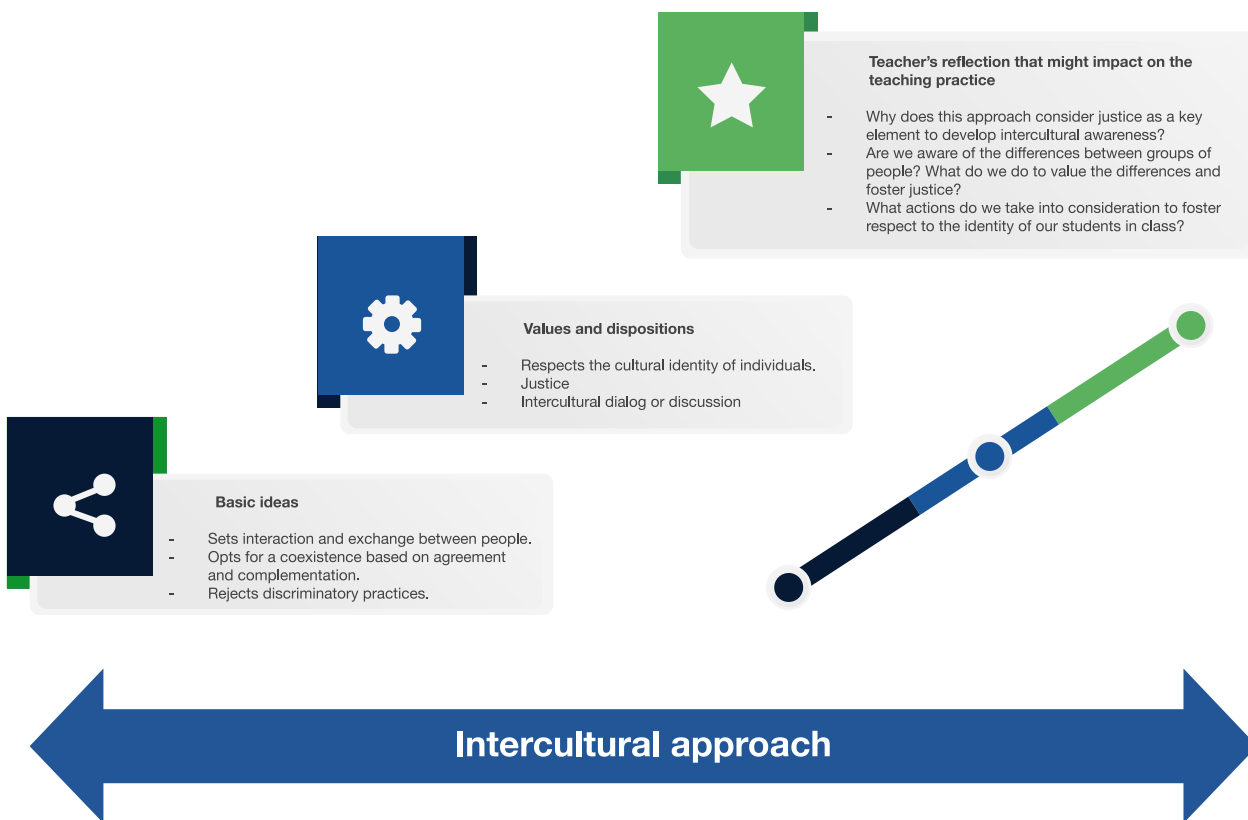 Teacher's reflection that might impact on the
teaching practice
- Why does this approach consider justice as a key
element to develop intercultural awareness?
- Are we aware of the differences between groups of
people? What do we do to value the differences and
foster justice?
- What actions do we take into consideration to foster
respect to the identity of our students in class?
Values and dispositions
- Respects the cultural identity of individuals.
- Justice
- Intercultural dialog or discussion
Basic ideas
- Sets interaction and exchange between people.
- Opts for a coexistence based on agreement
and complementation.
- Rejects discriminatory practices.
Intercultural approach